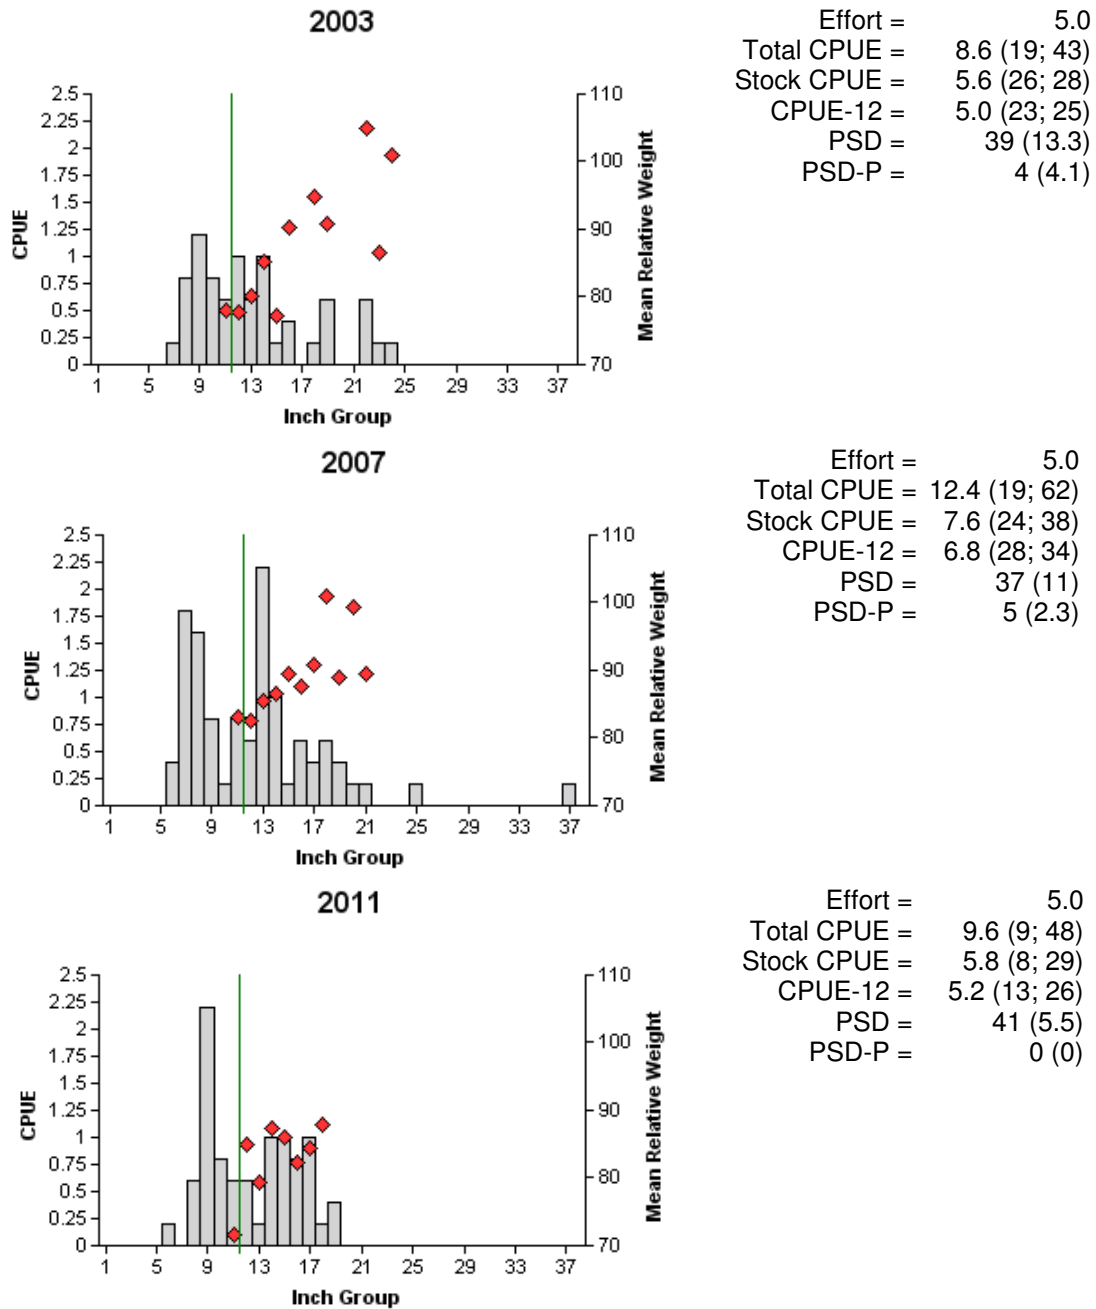 2003
Effort = 5.0
Total CPUE = 8.6 (19; 43)
Stock CPUE = 5.6 (26; 28)
CPUE-12 = 5.0 (23; 25)
PSD = 39 (13.3)
PSD-P = 4 (4.1)
2.5
2.25
2
1.75
1.5
1.25
1
0.75
0.5
0.25
0
CPUE
110
100
90
80
70
Mean Relative Weight
1 5 9 13 17 21 25 29 33 37
Inch Group
2007
Effort = 5.0
Total CPUE = 12.4 (19; 62)
Stock CPUE = 7.6 (24; 38)
CPUE-12 = 6.8 (28; 34)
PSD = 37 (11)
PSD-P = 5 (2.3)
2.5
2.25
2
1.75
1.5
1.25
1
0.75
0.5
0.25
0
CPUE
110
100
90
80
70
Mean Relative Weight
1 5 9 13 17 21 25 29 33 37
Inch Group
2011
Effort = 5.0
Total CPUE = 9.6 (9; 48)
Stock CPUE = 5.8 (8; 29)
CPUE-12 = 5.2 (13; 26)
PSD = 41 (5.5)
PSD-P = 0 (0)
2.5
2.25
2
1.75
1.5
1.25
1
0.75
0.5
0.25
0
CPUE
110
100
90
80
70
Mean Relative Weight
1 5 9 13 17 21 25 29 33 37
Inch Group